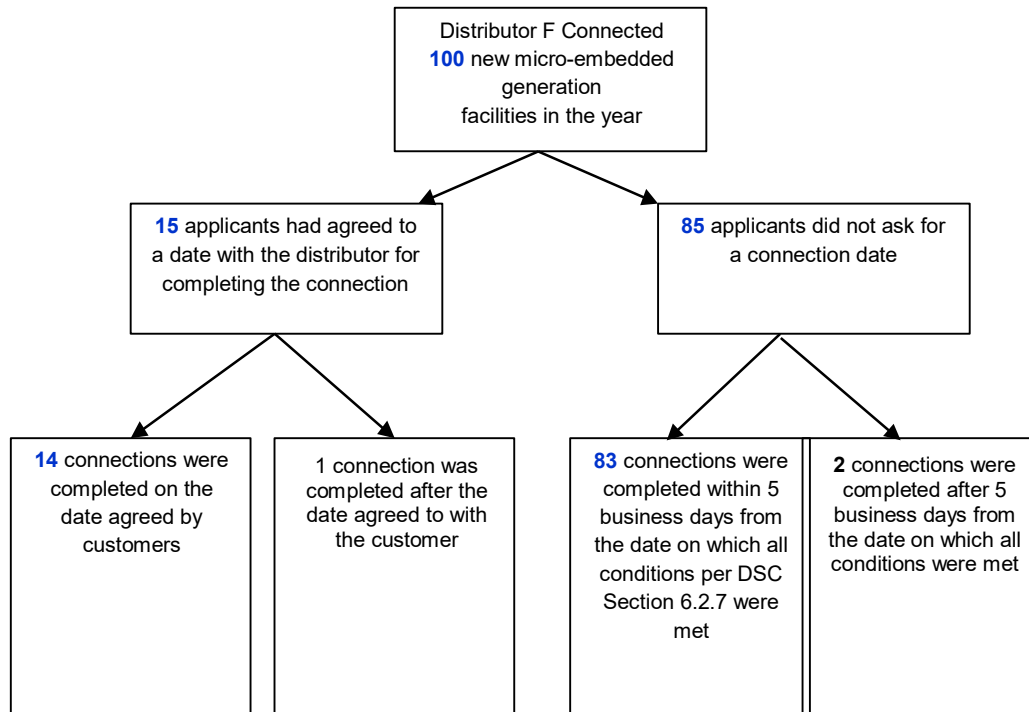 Distributor F Connected
100 new micro-embedded
generation
facilities in the year
15 applicants had agreed to
a date with the distributor for
completing the connection
85 applicants did not ask for
a connection date
14 connections were
completed on the
date agreed by
customers
1 connection was
completed after the
date agreed to with
the customer
83 connections were
completed within 5
business days from
the date on which all
conditions per DSC
Section 6.2.7 were
met
2 connections were
completed after 5
business days from
the date on which all
conditions were met